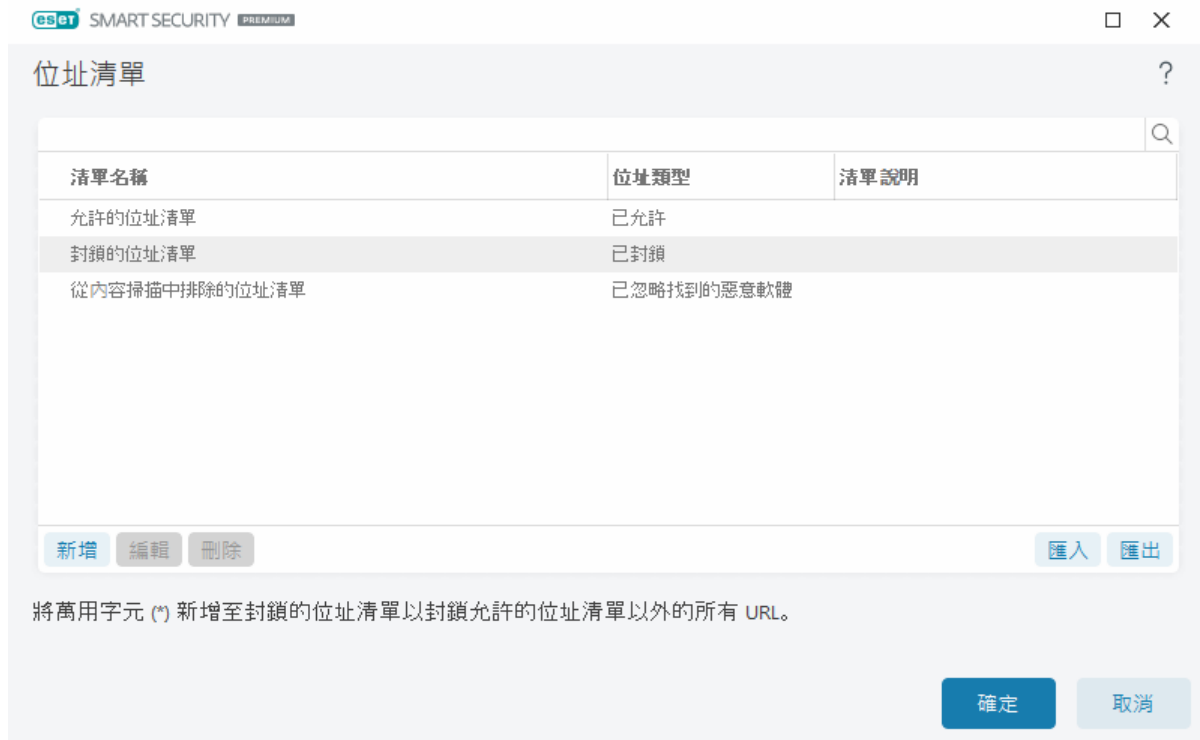 eset SMART SECURITY PREMIUM
位址清單
?
清單名稱 位址類型 清單說明
允許的位址清單 已允許
封鎖的位址清單 已封鎖
從內容掃描中排除的位址清單 已忽略找到的惡意軟體
新增 編輯 刪除 匯入 匯出
將萬用字元 (*) 新增至封鎖的位址清單以封鎖允許的位址清單以外的所有 URL。
確定 取消